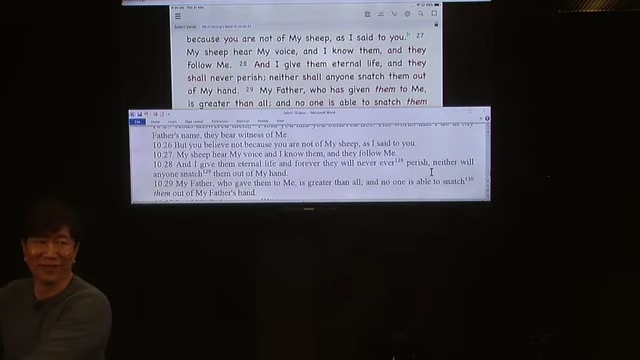 because you are not of My sheep, as I said to you.h 27
My sheep hear My voice, and I know them, and they
follow Me. 28 And I give them eternal life, and they
shall never perish; neither shall anyone snatch them out
of My hand. 29 My Father, who has given them to Me,
is greater than all; and no one is able to snatch them
Father's name, they bear witness of Me.
10.26 But you believe not because you are not of My sheep, as I said to you.
10.27. My sheep hear My voice and I know them, and they follow Me.
10.28 And I give them eternal life and forever they will never ever128 perish, neither will
anyone snatch129 them out of My hand.
10.29 My Father, who gave them to Me, is greater than all, and no one is able to snatch130
them out of My Father's hand.